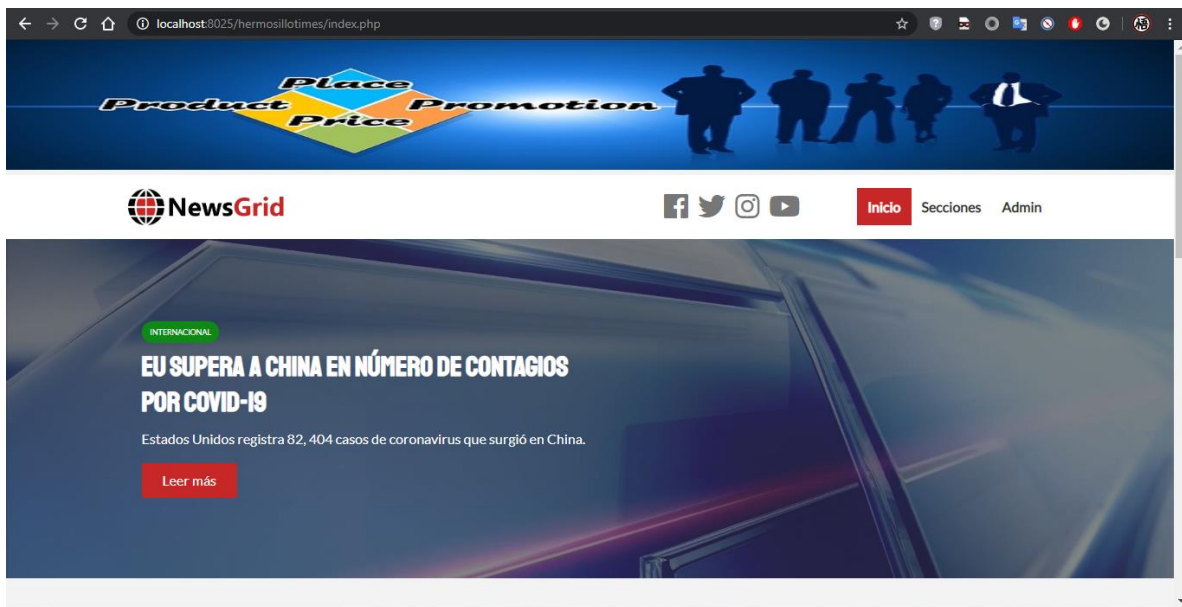 localhost:8025/hermosillotimes/index.php
Place
Product Promotion
Price
NewsGrid
Inicio Secciones Admin
INTERNACIONAL
EU SUPERA A CHINA EN NÚMERO DE CONTAGIOS
POR COVID-19
Estados Unidos registra 82, 404 casos de coronavirus que surgió en China.
Leer más